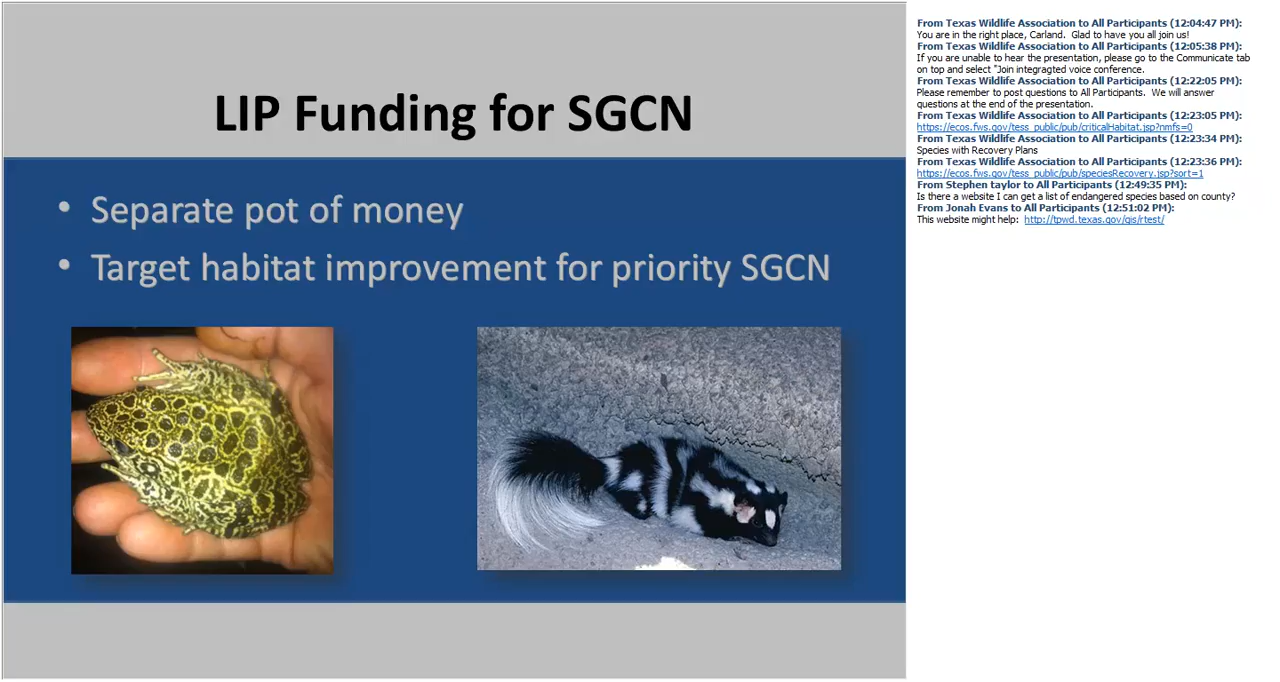 LIP Funding for SGCN
• Separate pot of money
• Target habitat improvement for priority SGCN
From Texas Wildlife Association to All Participants (12:04:47 PM):
You are in the right place, Carland.  Glad to have you all join us!
From Texas Wildlife Association to All Participants (12:05:38 PM):
If you are unable to hear the presentation, please go to the Communicate tab
on top and select "Join integragted voice conference.
From Texas Wildlife Association to All Participants (12:22:05 PM):
Please remember to post questions to All Participants.  We will answer
questions at the end of the presentation.
From Texas Wildlife Association to All Participants (12:23:05 PM):
https://ecos.fws.gov/tess_public/pub/criticalHabitat.jsp?nmfs=0
From Texas Wildlife Association to All Participants (12:23:34 PM):
Species with Recovery Plans
From Texas Wildlife Association to All Participants (12:23:36 PM):
https://ecos.fws.gov/tess_public/pub/speciesRecovery.jsp?sort=1
From Stephen taylor to All Participants (12:49:35 PM):
Is there a website I can get a list of endangered species based on county?
From Jonah Evans to All Participants (12:51:02 PM):
This website might help:  http://tpwd.texas.gov/gis/rtest/